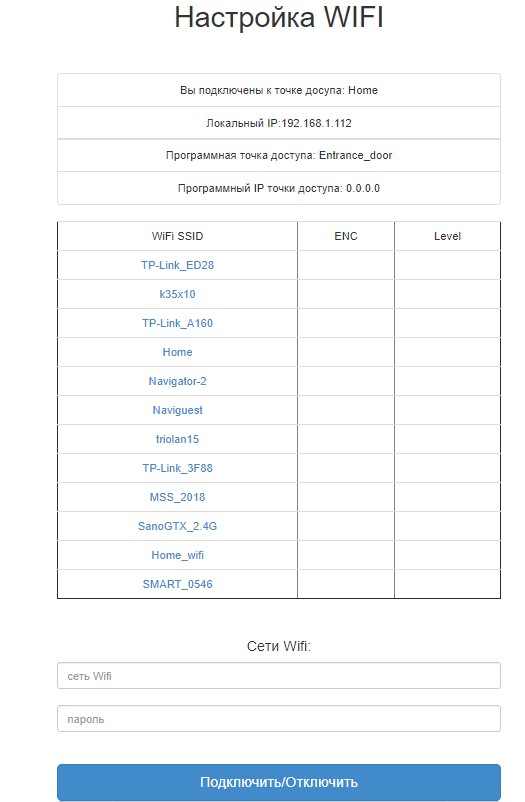 Настройка WIFI
Вы подключены к точке досупа: Home
Локальный IP:192.168.1.112
Программная точка доступа: Entrance_door
Программный IP точки доступа: 0.0.0.0
WiFi SSID ENC Level
TP-Link_ED28
k35x10
TP-Link_A160
Home
Navigator-2
Naviguest
triolan15
TP-Link_3F88
MSS_2018
SanoGTX_2.4G
Home_wifi
SMART_0546
Сети Wifi:
сеть Wifi
пароль
Подключить/Отключить